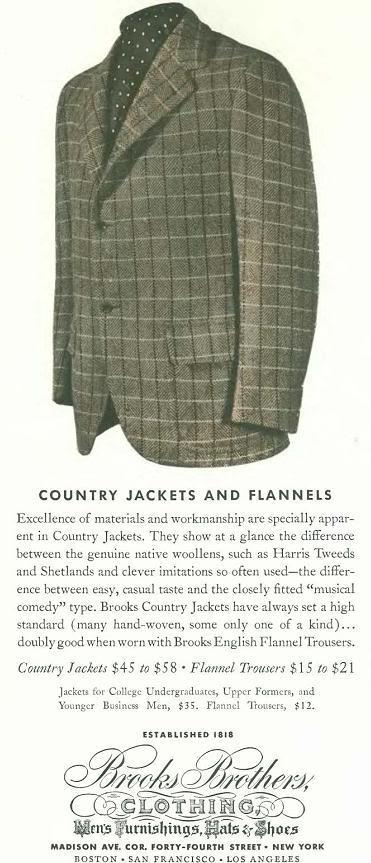 COUNTRY JACKETS AND FLANNELS
Excellence of materials and workmanship are specially appar-
ent in Country Jackets. They show at a glance the difference
between the genuine native woollens, such as Harris Tweeds
and Shetlands and clever imitations so often used—the differ-
ence between easy, casual taste and the closely fitted “musical
comedy” type. Brooks Country Jackets have always set a high
standard (many hand-woven, some only one of a kind)...
doubly good when worn with Brooks English Flannel Trousers.
Country Jackets $45 to $58 • Flannel Trousers $15 to $21
Jackets for College Undergraduates, Upper Formers, and
Younger Business Men, $35. Flannel Trousers, $12.
ESTABLISHED 1818
Brooks Brothers,
CLOTHING,
Men's Furnishings, Hats & Shoes
MADISON AVE. COR. FORTY-FOURTH STREET • NEW YORK
BOSTON • SAN FRANCISCO • LOS ANGELES